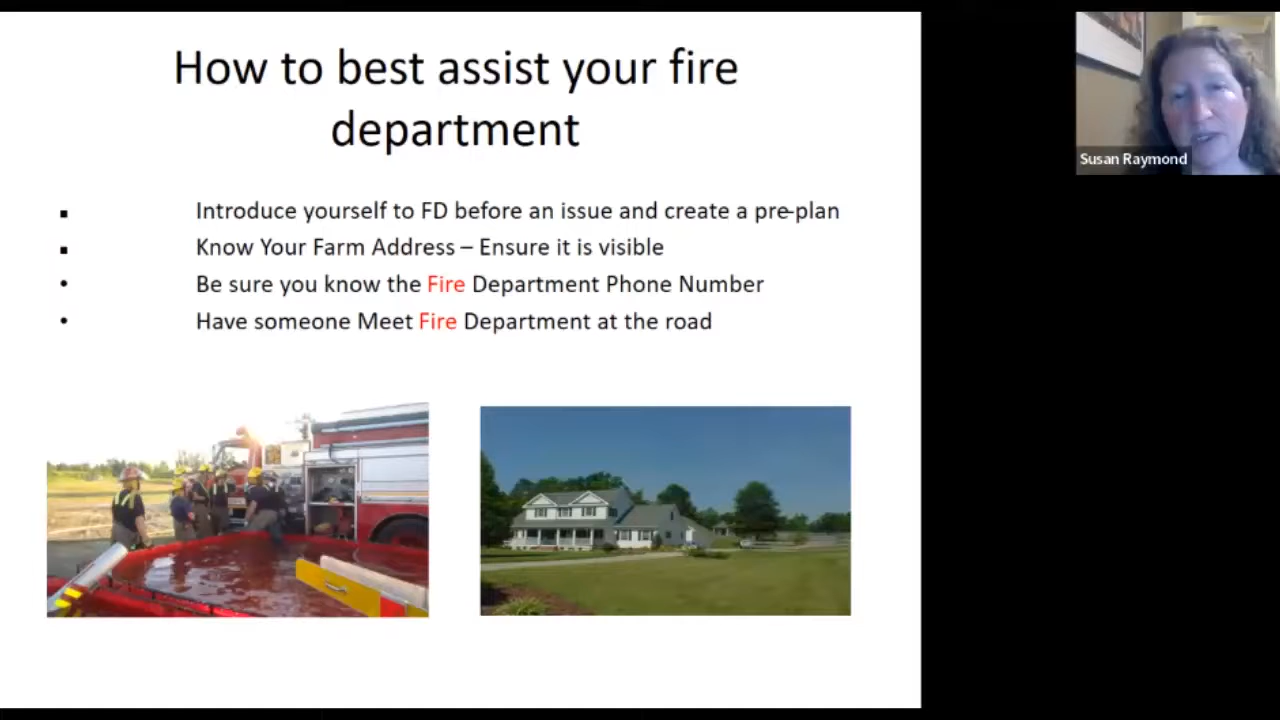 How to best assist your fire
department
▪ Introduce yourself to FD before an issue and create a pre-plan
▪ Know Your Farm Address – Ensure it is visible
• Be sure you know the Fire Department Phone Number
• Have someone Meet Fire Department at the road
Susan Raymond